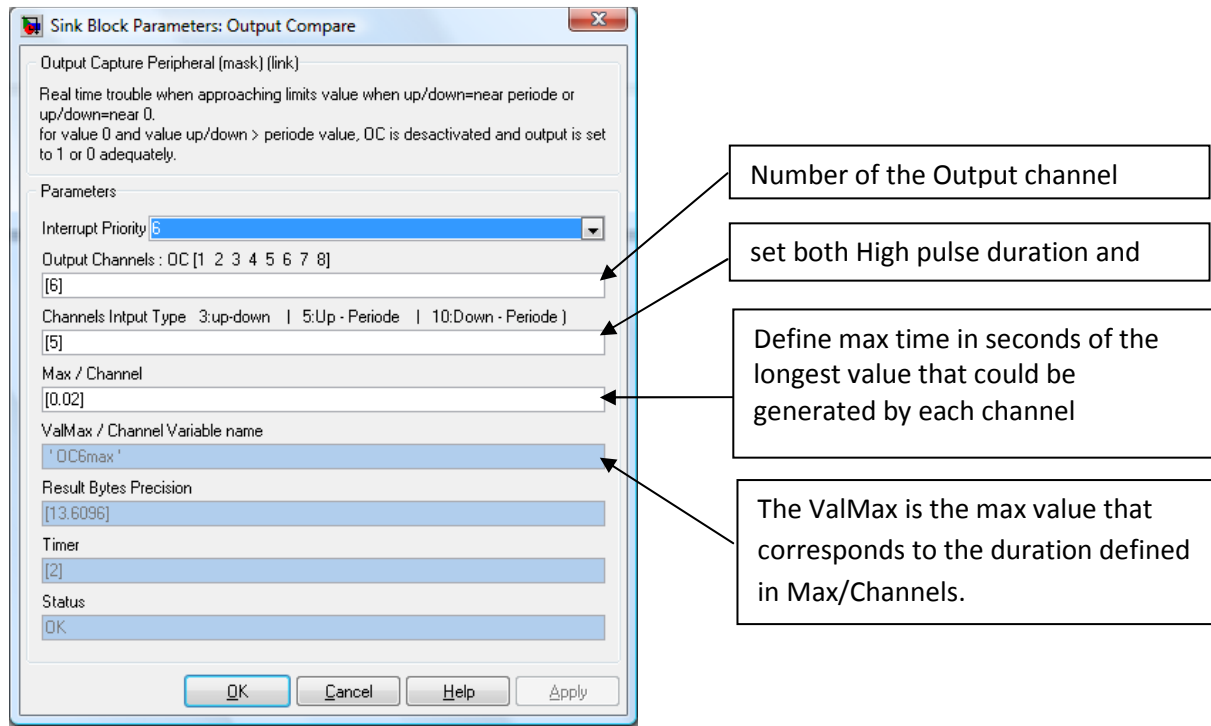 Sink Block Parameters: Output Compare
Output Capture Peripheral (mask) (link)
Real time trouble when approaching limits value when up/down=near periode or
up/down=near 0.
for value 0 and value up/down > periode value, OC is desactivated and output is set
to 1 or 0 adequately.
Parameters
Interrupt Priority 6
Output Channels : OC [1 2 3 4 5 6 7 8]
[6]
Channels Intput Type 3:up-down | 5:Up - Periode | 10:Down - Periode )
[5]
Max / Channel
[0.02]
ValMax / Channel Variable name
' OC6max '
Result Bytes Precision
[13.6096]
Timer
[2]
Status
OK
OK Cancel Help Apply
Number of the Output channel
set both High pulse duration and
Define max time in seconds of the
longest value that could be
generated by each channel
The ValMax is the max value that
corresponds to the duration defined
in Max/Channels.